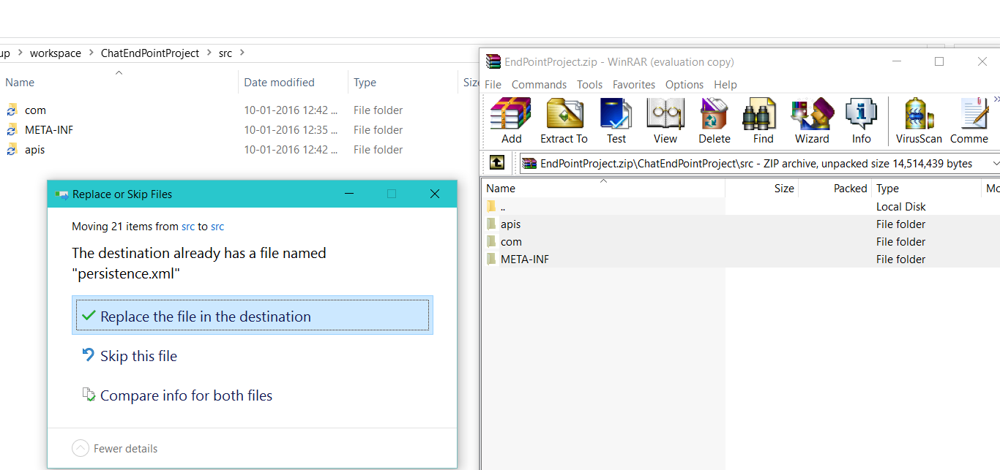 up > workspace > ChatEndPointProject > src >
Name Date modified Type Size
com 10-01-2016 12:42 ... File folder
META-INF 10-01-2016 12:35 ... File folder
apis 10-01-2016 12:42 ... File folder
Replace or Skip Files
Moving 21 items from src to src
The destination already has a file named
"persistence.xml"
Replace the file in the destination
Skip this file
Compare info for both files
Fewer details
EndPointProject.zip - WinRAR (evaluation copy)
File Commands Tools Favorites Options Help
Add Extract To Test View Delete Find Wizard Info VirusScan Comme
EndPointProject.zip\ChatEndPointProject\src - ZIP archive, unpacked size 14,514,439 bytes
Name Size Packed Type Mo
.. Local Disk
apis File folder
com File folder
META-INF File folder